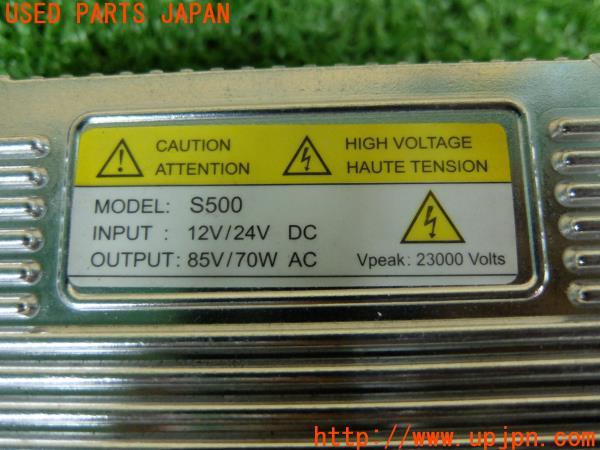 USED PARTS JAPAN
CAUTION
ATTENTION
HIGH VOLTAGE
HAUTE TENSION
MODEL: S500
INPUT : 12V/24V DC
OUTPUT: 85V/70W AC
Vpeak: 23000 Volts
http://www.upjpn.com/